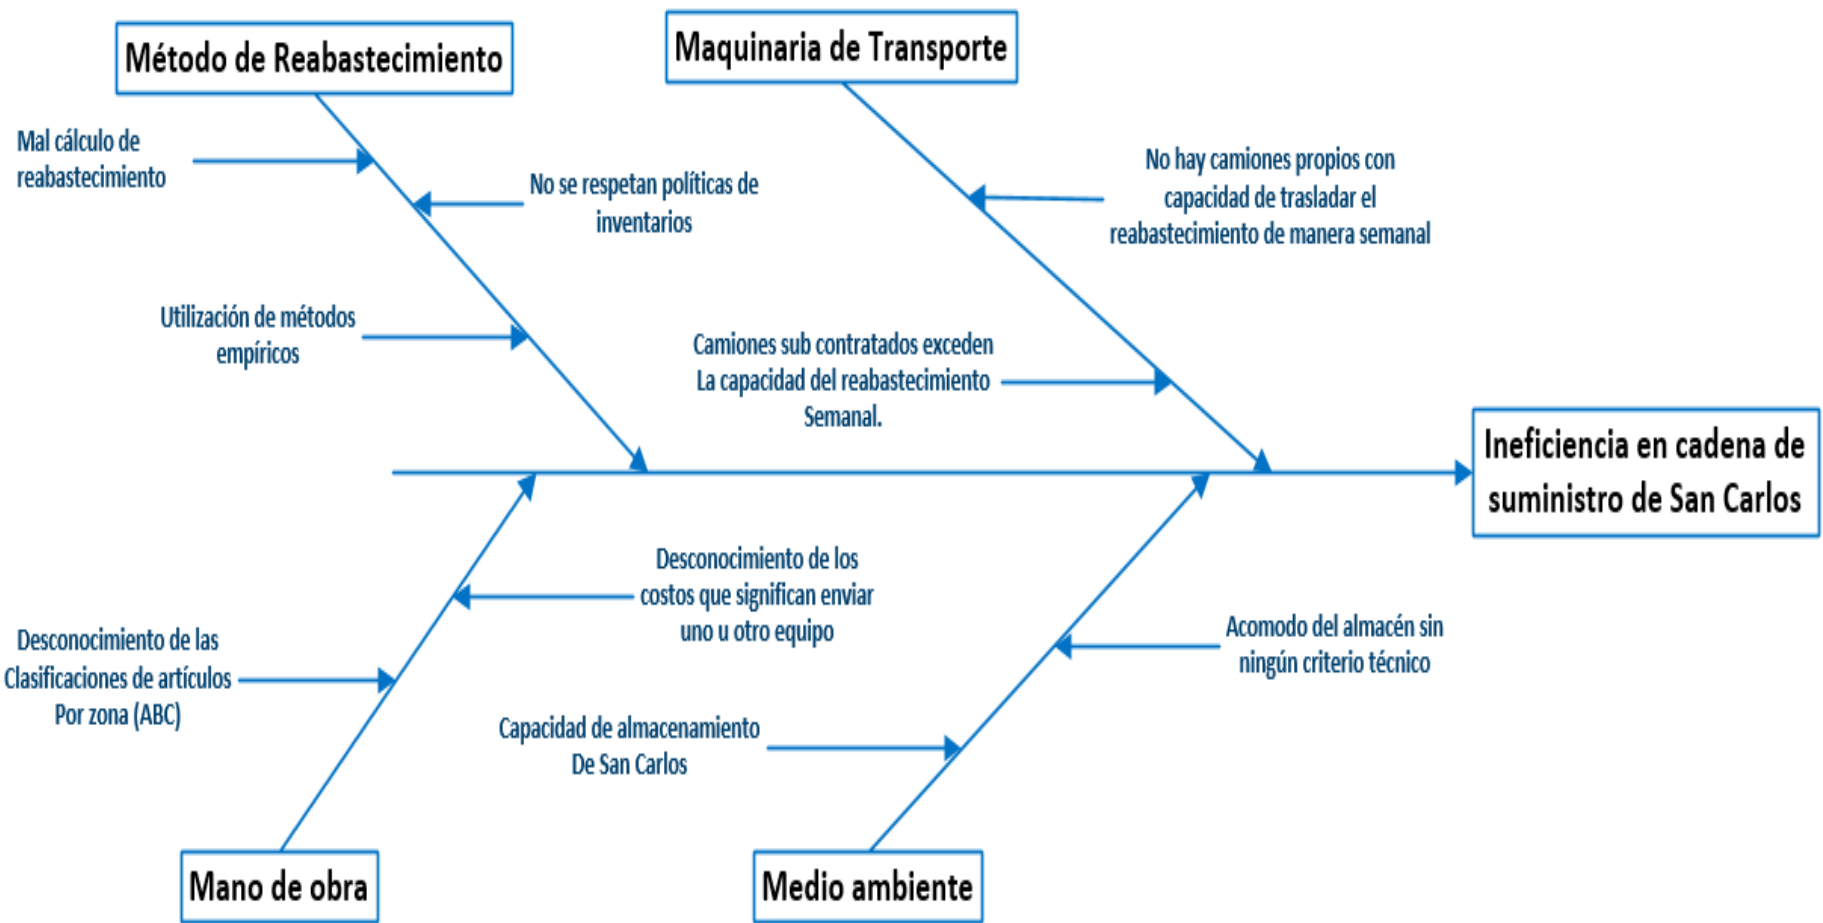 Método de Reabastecimiento
Maquinaria de Transporte
Mal cálculo de
reabastecimiento
No se respetan políticas de
inventarios
No hay camiones propios con
capacidad de trasladar el
reabastecimiento de manera semanal
Utilización de métodos
empíricos
Camiones sub contratados exceden
La capacidad del reabastecimiento
Semanal.
Ineficiencia en cadena de
suministro de San Carlos
Desconocimiento de los
costos que significan enviar
uno u otro equipo
Desconocimiento de las
Clasificaciones de artículos
Por zona (ABC)
Acomodo del almacén sin
ningún criterio técnico
Capacidad de almacenamiento
De San Carlos
Mano de obra
Medio ambiente